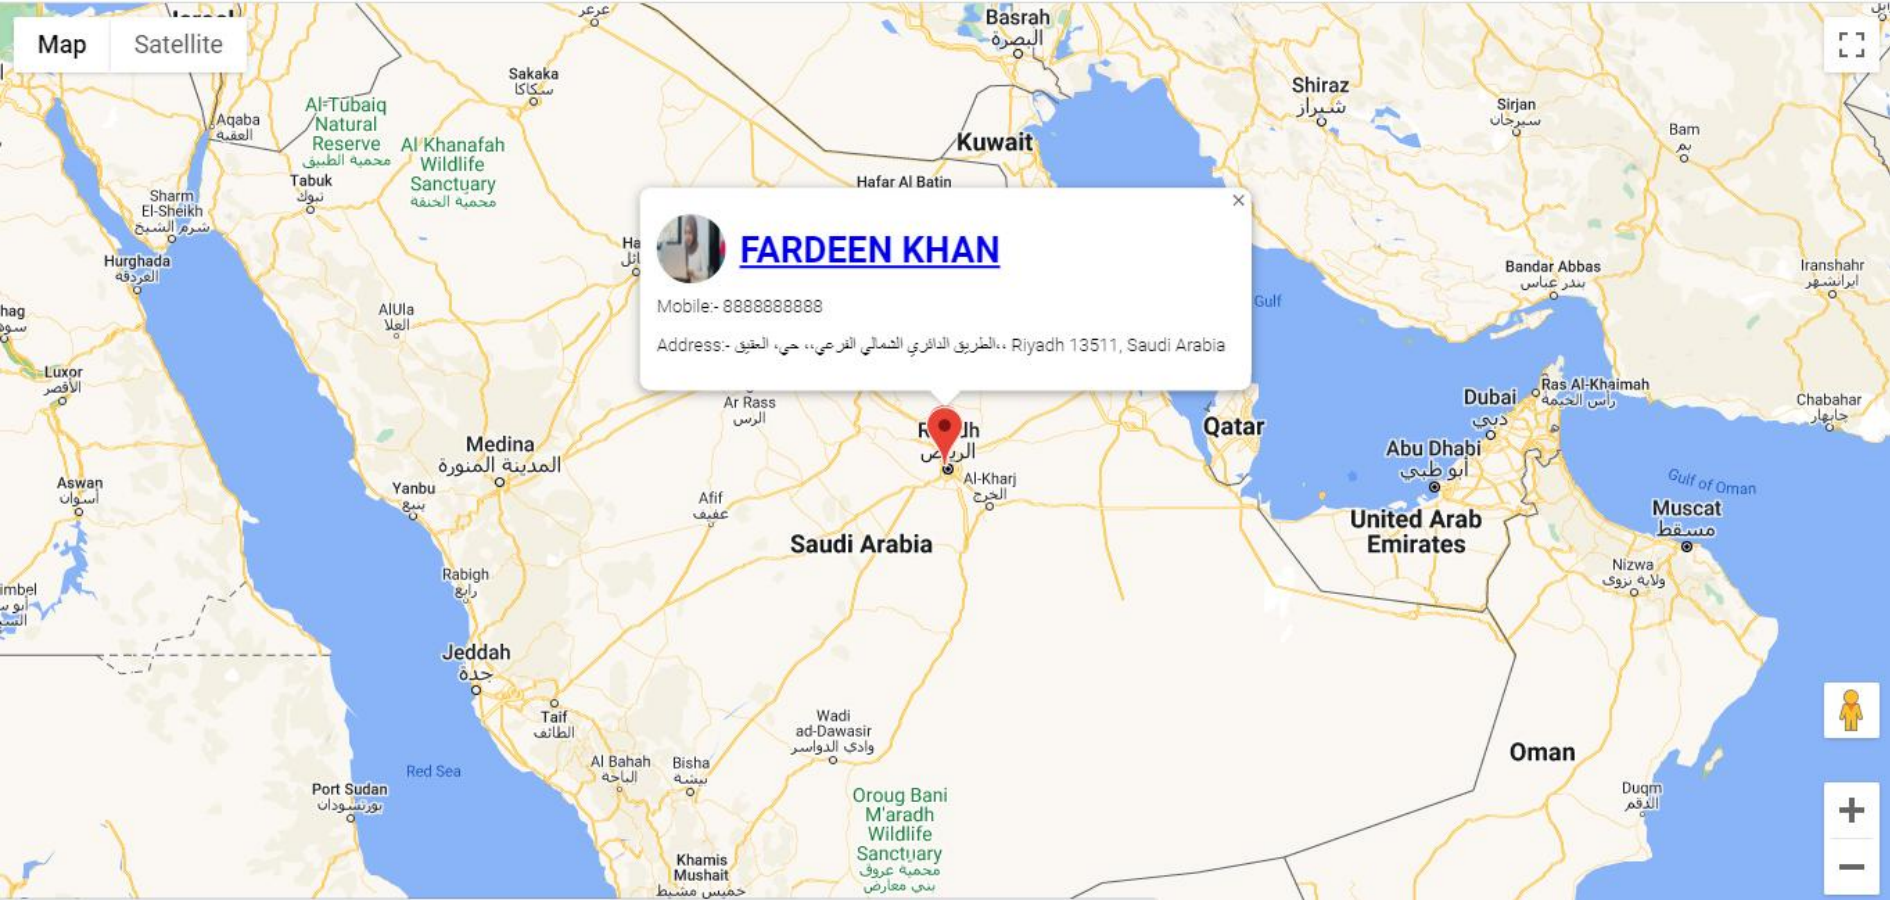 Map
Satellite
عرعر
Basrah
البصرة
Sakaka
سكاكا
Shiraz
شيراز
Sirjan
سيرجان
Bam
بم
Aqaba
العقبة
Al-Tubaiq
Natural
Reserve
محمية الطبيق
Al Khanafah
Wildlife
Sanctuary
محمية الخنفة
Kuwait
Tabuk
تبوك
Hafar Al Batin
Sharm
El-Sheikh
شرم الشيخ
Hurghada
الغردقة
FARDEEN KHAN
Mobile:- 8888888888
Address:- الطريق الدائري الشمالي الفرعي،، حي، العقيق،، Riyadh 13511, Saudi Arabia
Gulf
Bandar Abbas
بندر عباس
Iranshahr
ايرانشهر
AlUla
العلا
Luxor
الأقصر
Ar Rass
الرس
Qatar
Dubai
دبي
Ras Al-Khaimah
رأس الخيمة
Chabahar
چابهار
Medina
المدينة المنورة
Abu Dhabi
أبو ظبي
Al-Kharj
الخرج
Aswan
أسوان
Yanbu
ينبع
Afif
عفيف
Gulf of Oman
Muscat
مسقط
Saudi Arabia
United Arab
Emirates
Nizwa
ولاية نزوى
Rabigh
رابغ
Jeddah
جدة
Taif
الطائف
Wadi
ad-Dawasir
وادي الدواسر
Oman
Red Sea
Al Bahah
الباحة
Bisha
بيشة
Port Sudan
بورتسودان
Oroug Bani
M'aradh
Wildlife
Sanctuary
محمية عروق
بني معارض
Duqm
الدقم
Khamis
Mushait
خميس مشيط